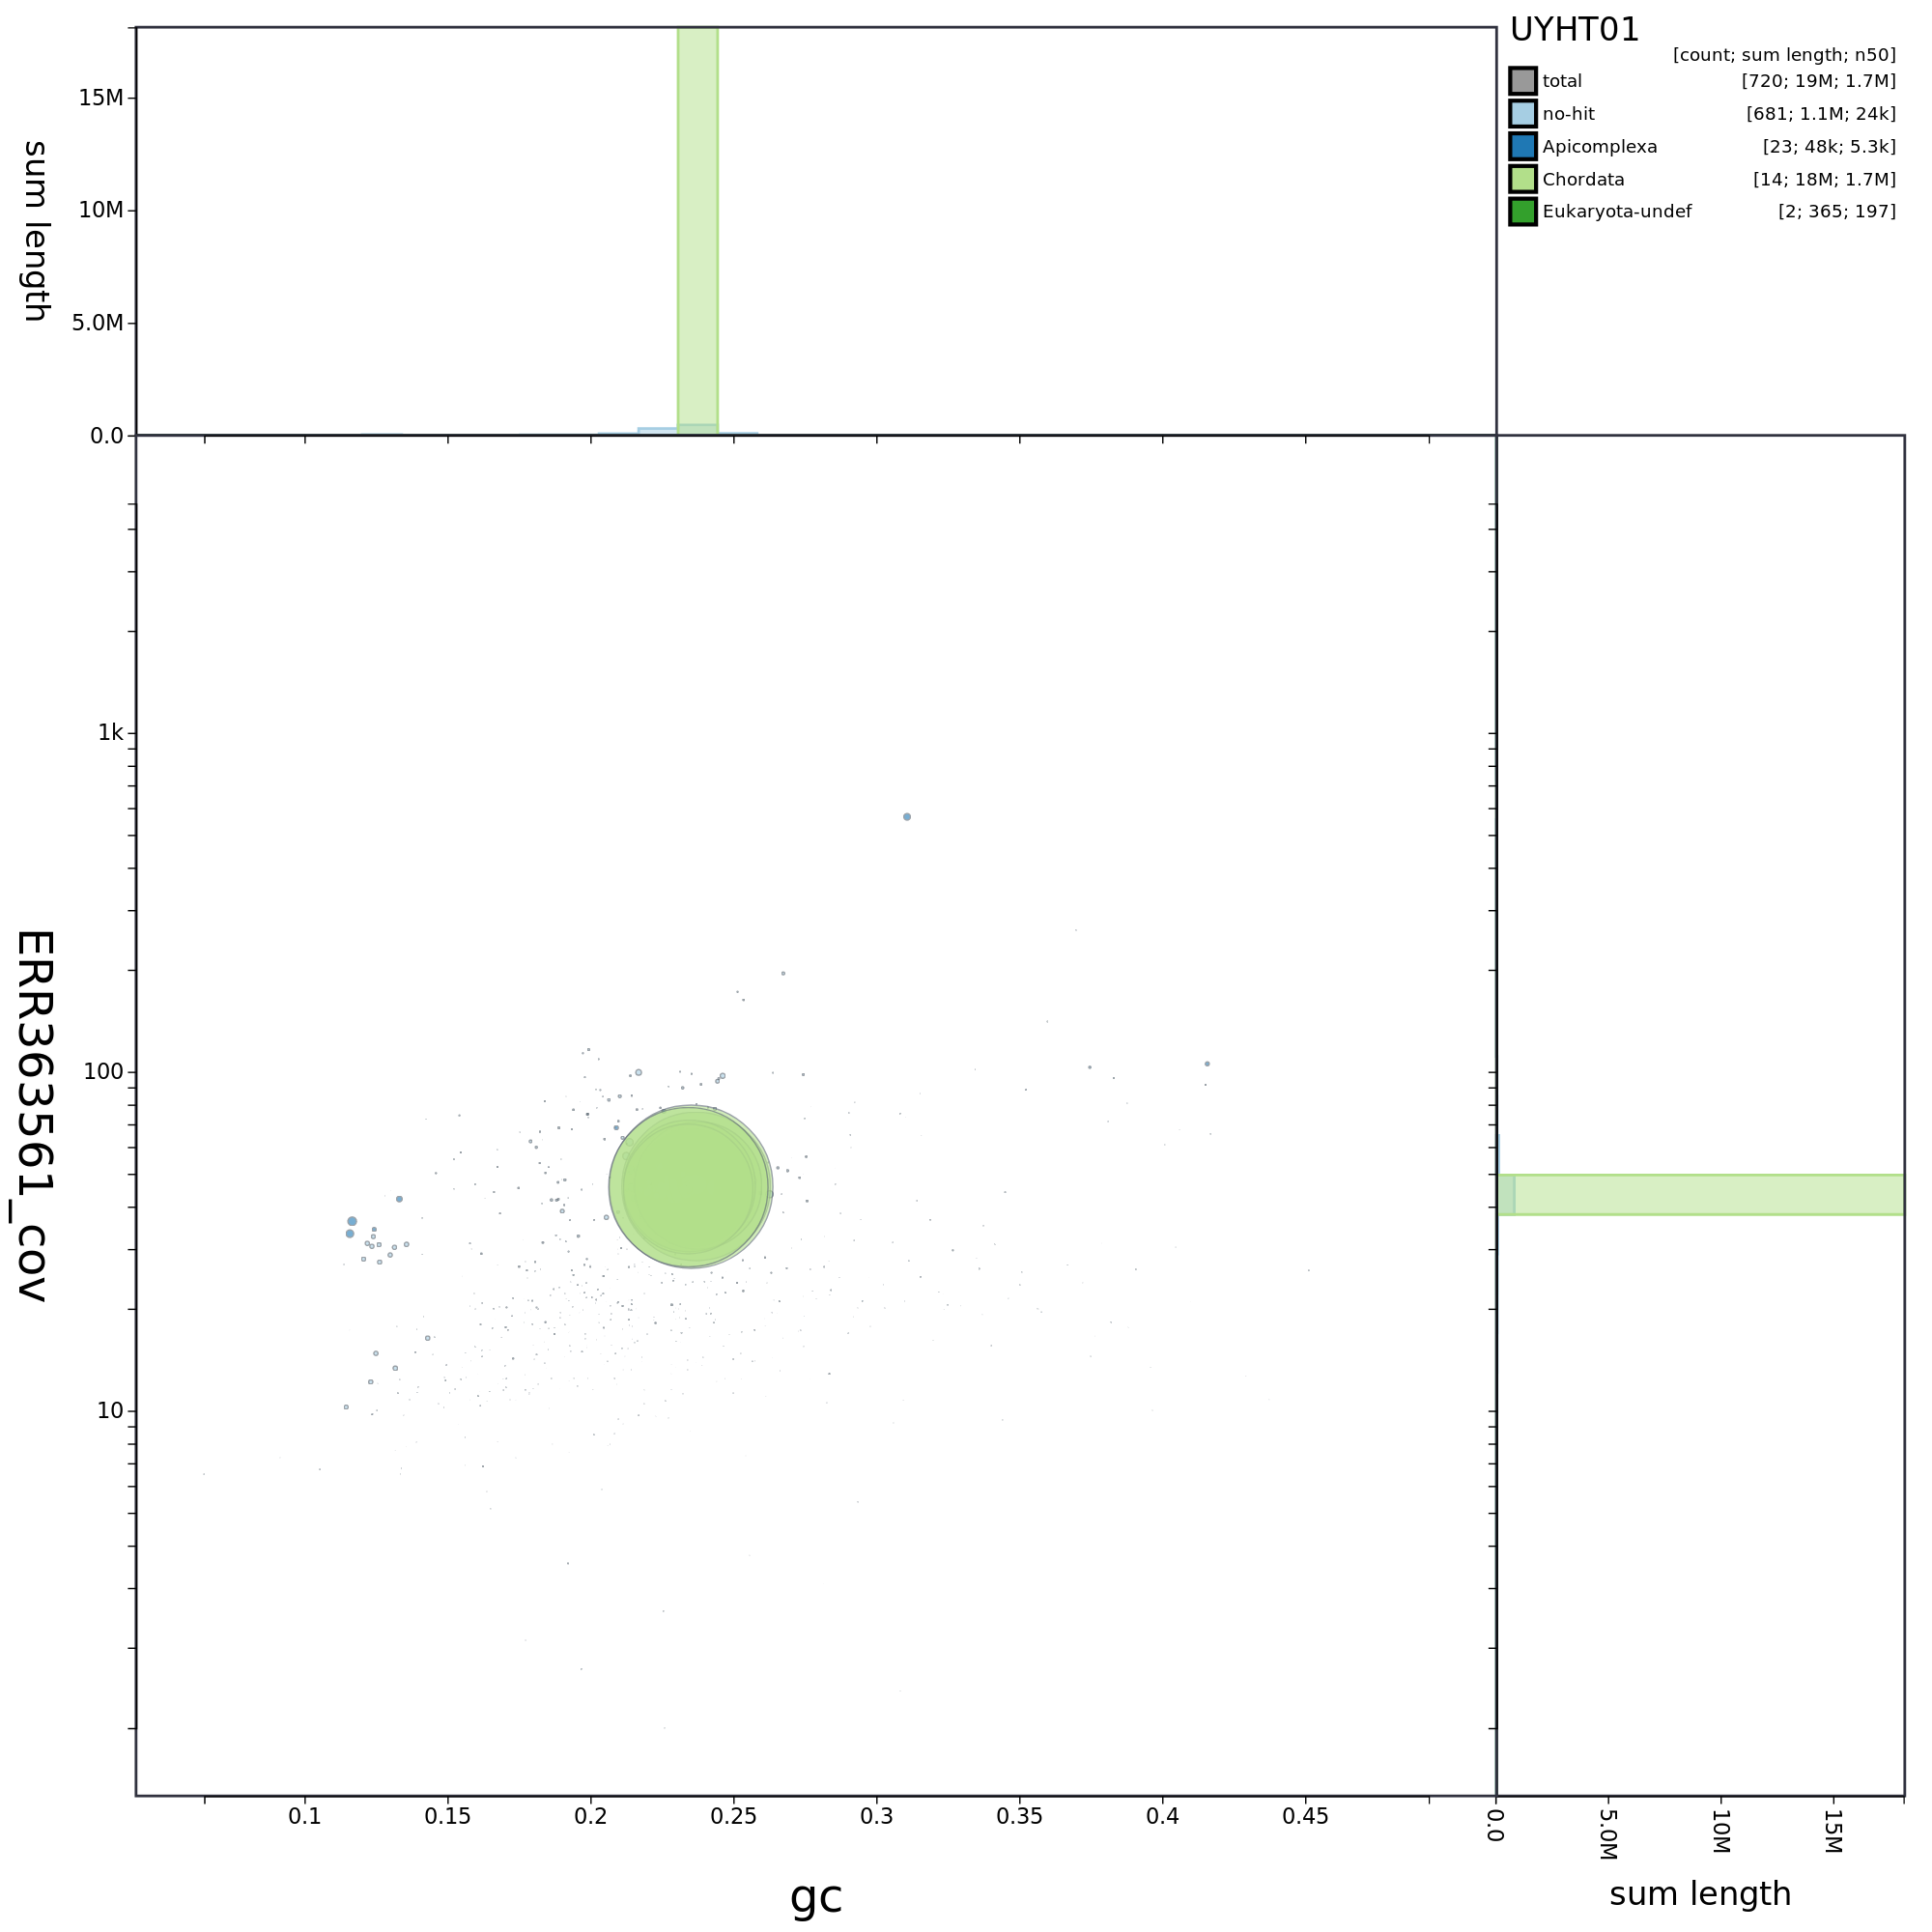 UYHT01
[count; sum length; n50]
total [720; 19M; 1.7M]
no-hit [681; 1.1M; 24k]
Apicomplexa [23; 48k; 5.3k]
Chordata [14; 18M; 1.7M]
Eukaryota-undef [2; 365; 197]
sum length
15M
10M
5.0M
0.0
ERR363561_cov
1k
100
10
0.1 0.15 0.2 0.25 0.3 0.35 0.4 0.45
gc
0.0 5.0M 10M 15M
sum length